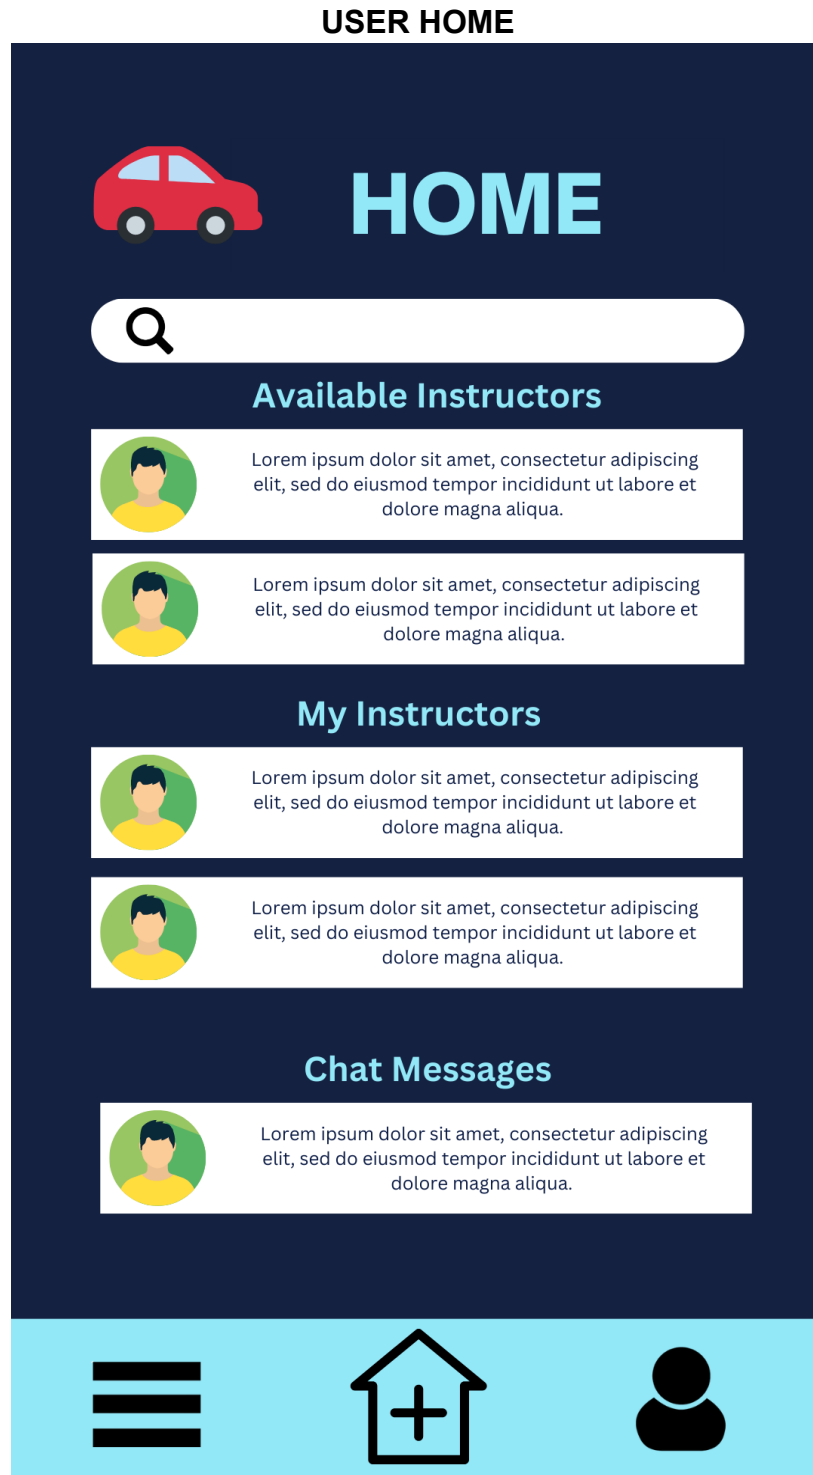 USER HOME
HOME
Available Instructors
Lorem ipsum dolor sit amet, consectetur adipiscing
elit, sed do eiusmod tempor incididunt ut labore et
dolore magna aliqua.
Lorem ipsum dolor sit amet, consectetur adipiscing
elit, sed do eiusmod tempor incididunt ut labore et
dolore magna aliqua.
My Instructors
Lorem ipsum dolor sit amet, consectetur adipiscing
elit, sed do eiusmod tempor incididunt ut labore et
dolore magna aliqua.
Lorem ipsum dolor sit amet, consectetur adipiscing
elit, sed do eiusmod tempor incididunt ut labore et
dolore magna aliqua.
Chat Messages
Lorem ipsum dolor sit amet, consectetur adipiscing
elit, sed do eiusmod tempor incididunt ut labore et
dolore magna aliqua.